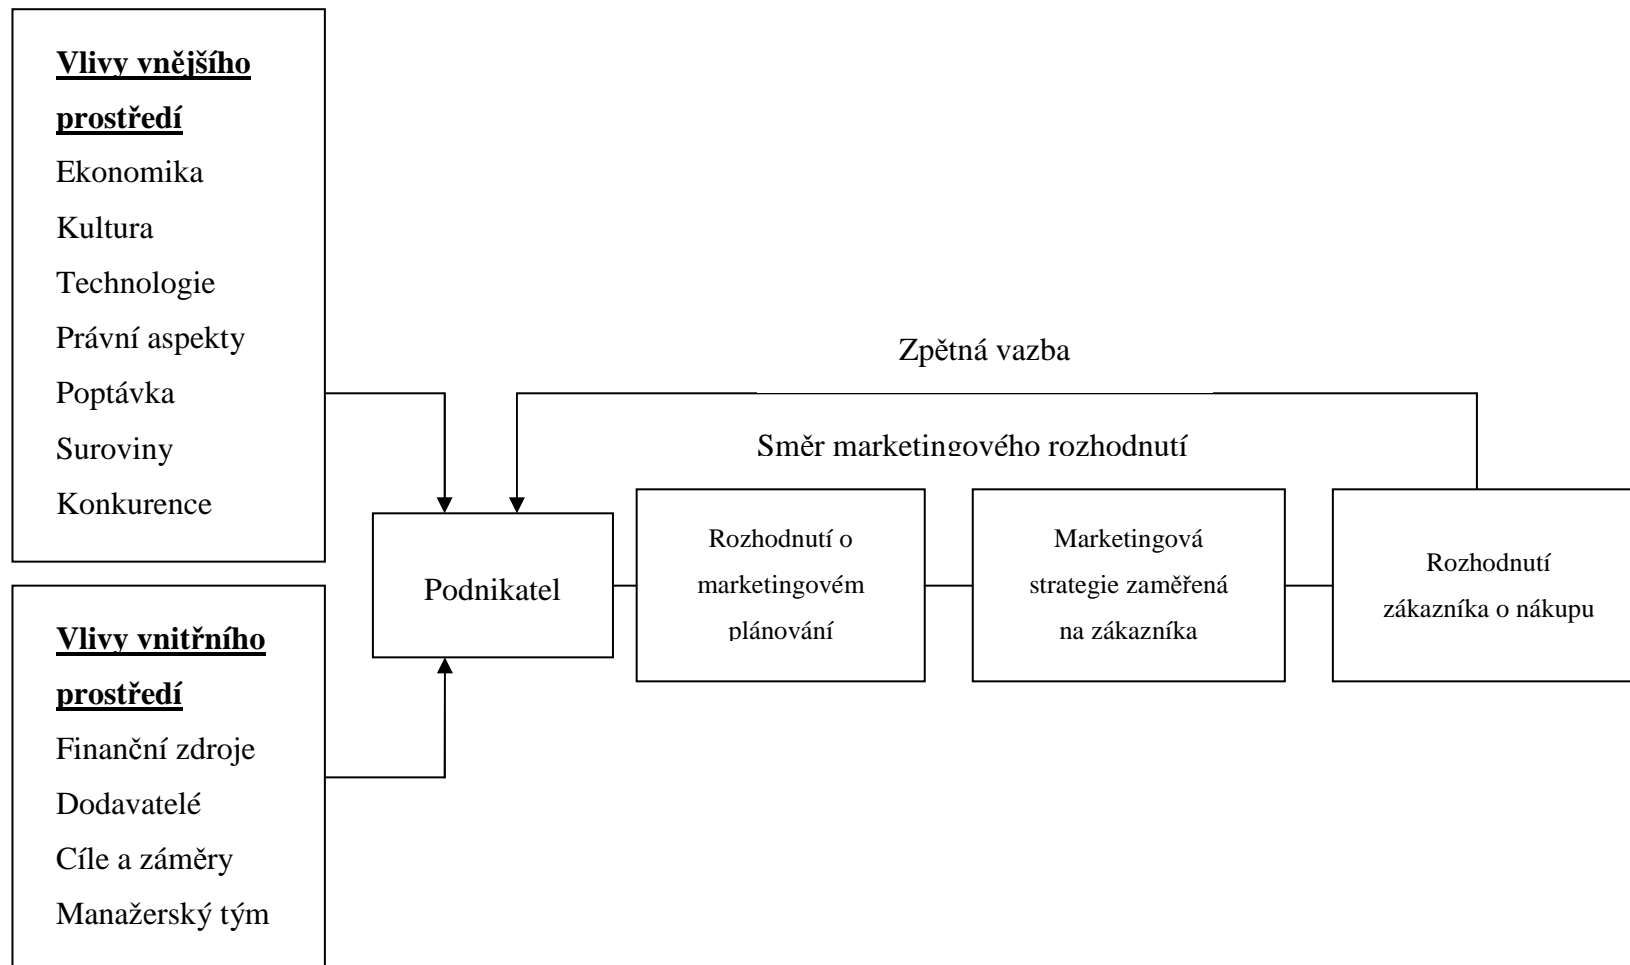 Vlivy vnějšího
prostředí
Ekonomika
Kultura
Technologie
Právní aspekty
Poptávka
Suroviny
Konkurence
Vlivy vnitřního
prostředí
Finanční zdroje
Dodavatelé
Cíle a záměry
Manažerský tým
Zpětná vazba
Směr marketingového rozhodnutí
Podnikatel
Rozhodnutí o
marketingovém
plánování
Marketingová
strategie zaměřená
na zákazníka
Rozhodnutí
zákazníka o nákupu